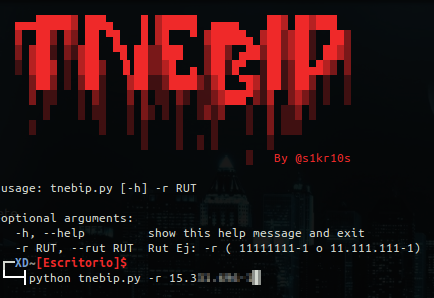 TNEBIP
By @s1kr10s
usage: tnebip.py [-h] -r RUT
optional arguments:
-h, --help show this help message and exit
-r RUT, --rut RUT Rut Ej: -r ( 11111111-1 o 11.111.111-1)
XD~[Escritorio]$
python tnebip.py -r 15.3